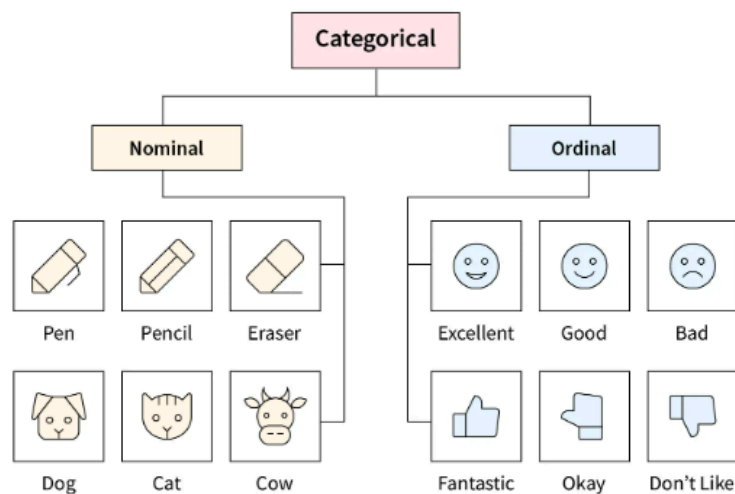 Categorical
Nominal
Ordinal
Pen
Pencil
Eraser
Excellent
Good
Bad
Dog
Cat
Cow
Fantastic
Okay
Don't Like